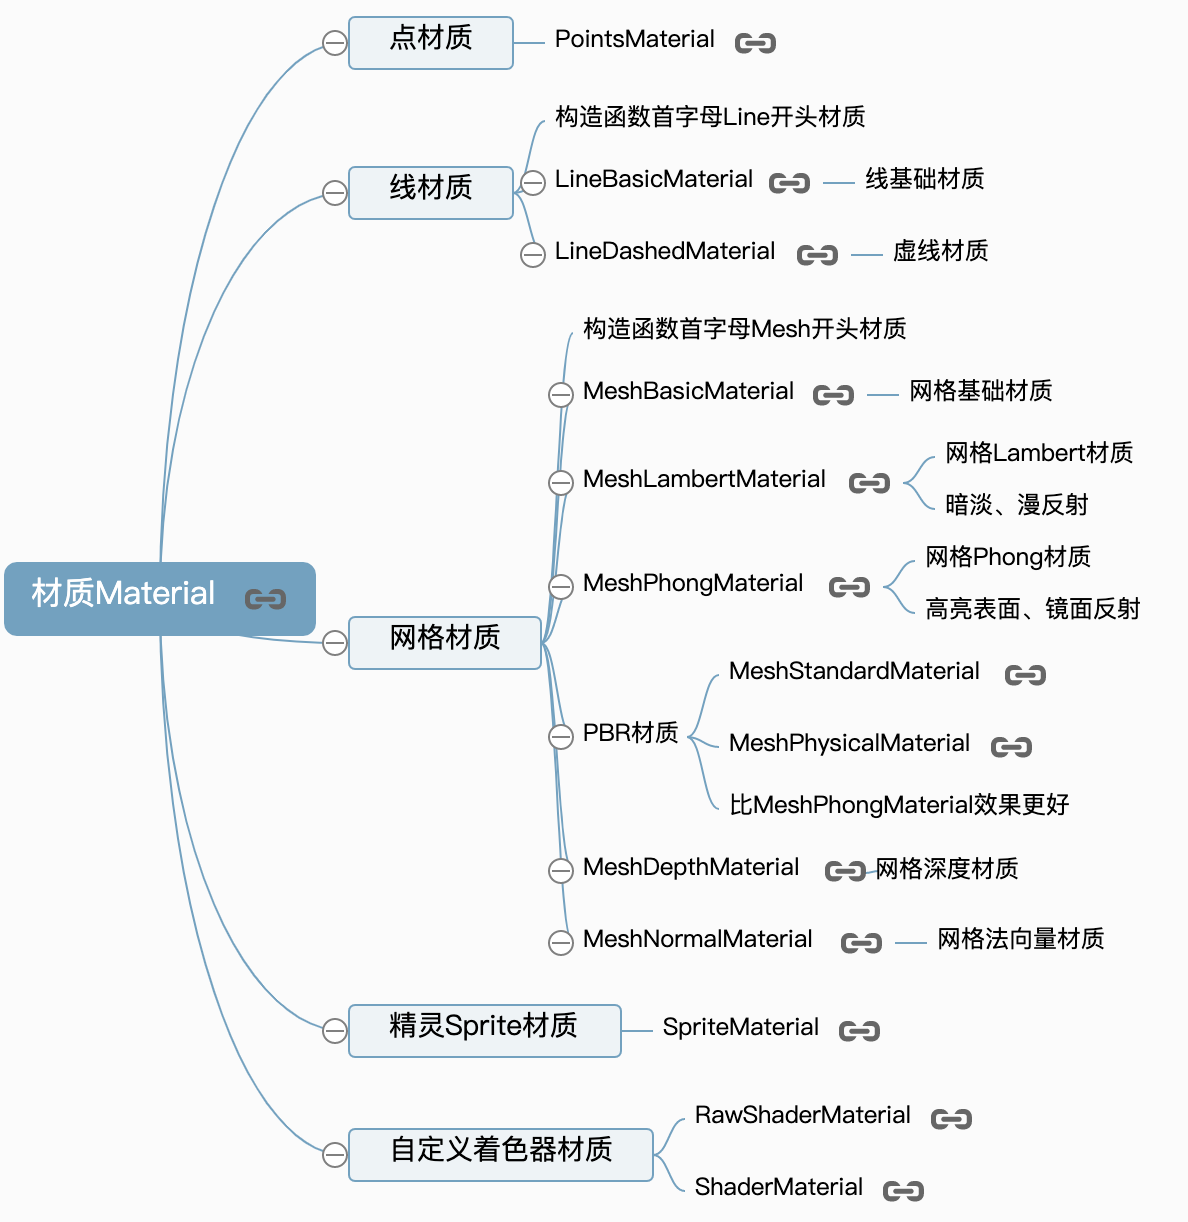 材质Material
点材质
PointsMaterial
线材质
构造函数首字母Line开头材质
LineBasicMaterial
线基础材质
LineDashedMaterial
虚线材质
网格材质
构造函数首字母Mesh开头材质
MeshBasicMaterial
网格基础材质
MeshLambertMaterial
网格Lambert材质
暗淡、漫反射
MeshPhongMaterial
网格Phong材质
高亮表面、镜面反射
PBR材质
MeshStandardMaterial
MeshPhysicalMaterial
比MeshPhongMaterial效果更好
MeshDepthMaterial
网格深度材质
MeshNormalMaterial
网格法向量材质
精灵Sprite材质
SpriteMaterial
自定义着色器材质
RawShaderMaterial
ShaderMaterial